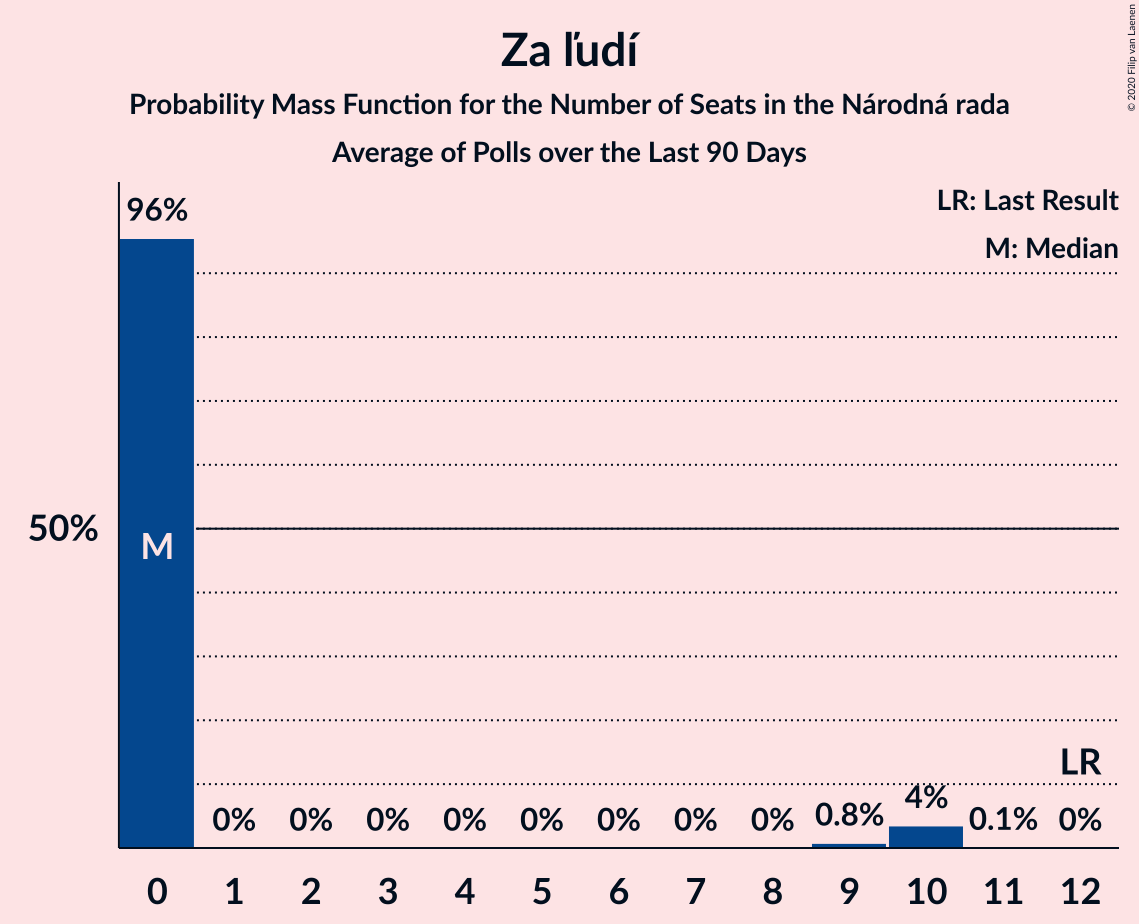 Za ľudí
Probability Mass Function for the Number of Seats in the Národná rada
Average of Polls over the Last 90 Days
© 2020 Filip van Laenen
LR: Last Result
M: Median
96%
50%
M
LR
0% 0% 0% 0% 0% 0% 0% 0% 0.8% 4% 0.1% 0%
0 1 2 3 4 5 6 7 8 9 10 11 12